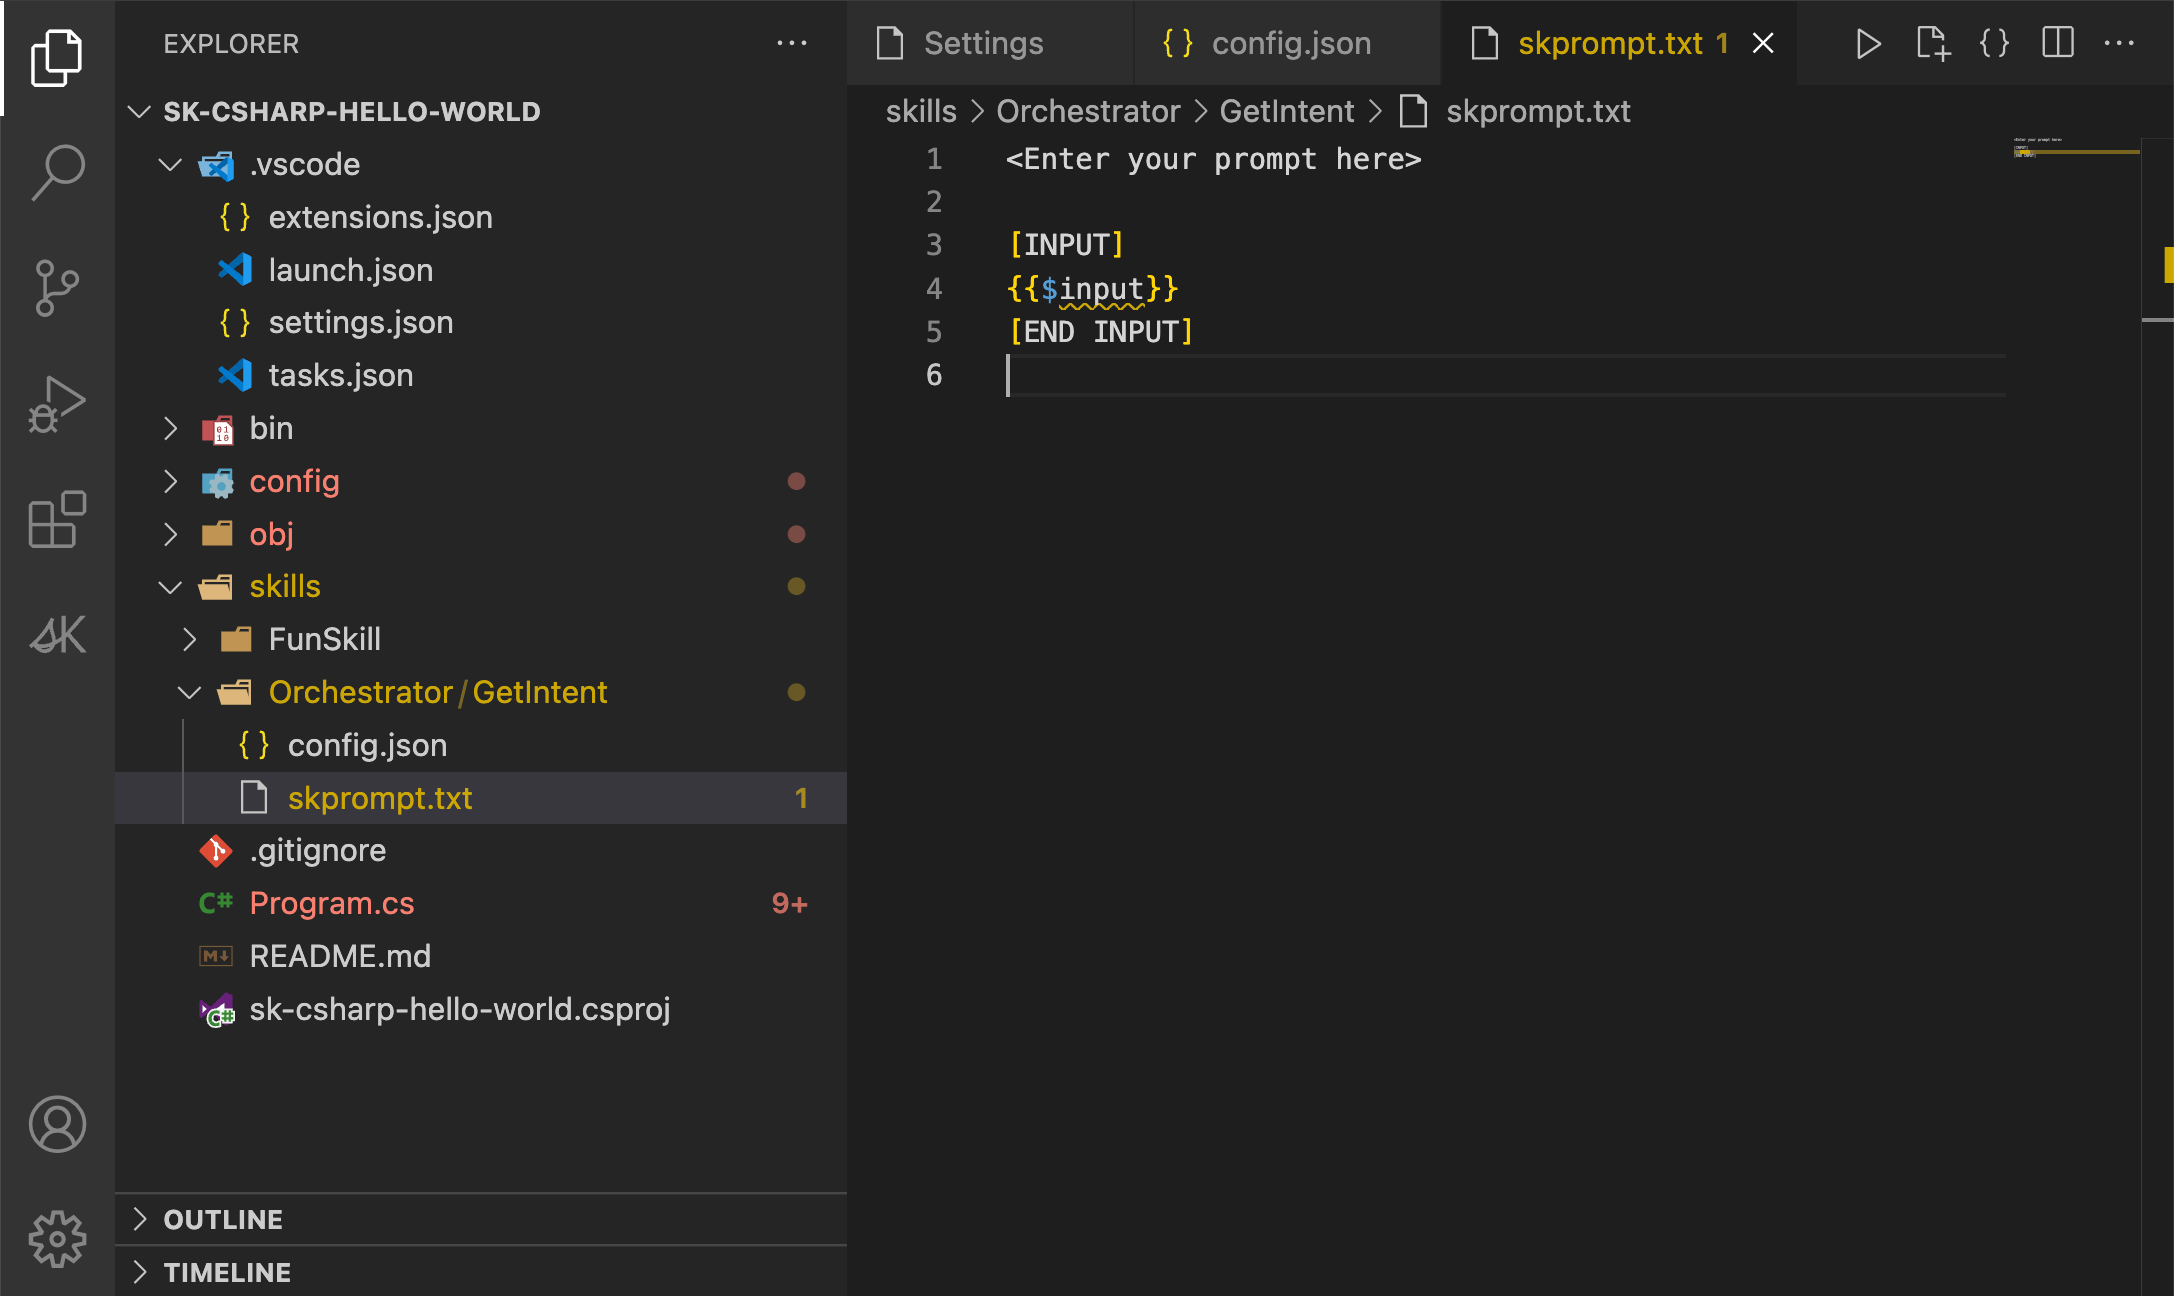 EXPLORER
SK-CSHARP-HELLO-WORLD
.vscode
{ } extensions.json
launch.json
{ } settings.json
tasks.json
bin
config
obj
skills
FunSkill
Orchestrator / GetIntent
{ } config.json
skprompt.txt 1
.gitignore
C# Program.cs 9+
README.md
sk-csharp-hello-world.csproj
OUTLINE
TIMELINE
Settings
{ } config.json
skprompt.txt 1
skills > Orchestrator > GetIntent > skprompt.txt
1 <Enter your prompt here>
2
3 [INPUT]
4 {{$input}}
5 [END INPUT]
6